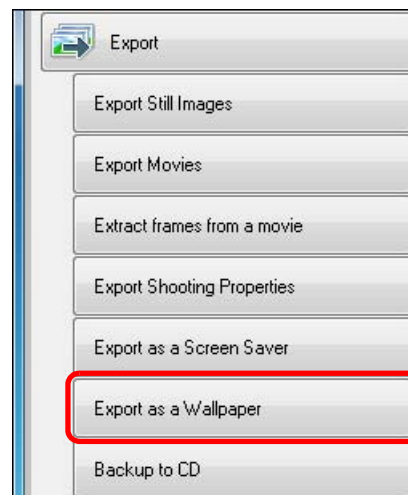 Export
Export Still Images
Export Movies
Extract frames from a movie
Export Shooting Properties
Export as a Screen Saver
Export as a Wallpaper
Backup to CD